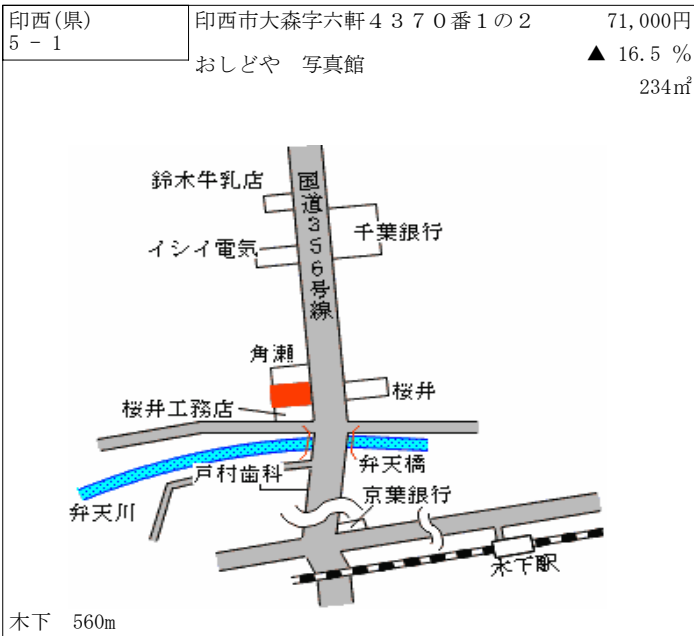 印西(県)
5 - 1
印西市大森字六軒４３７０番１の２
71,000円
おしどや　写真館
▲ 16.5 %
234㎡
鈴木牛乳店
国道356号線
千葉銀行
イシイ電気
角瀬
桜井
桜井工務店
戸村歯科
弁天橋
京葉銀行
弁天川
木下駅
木下　560m